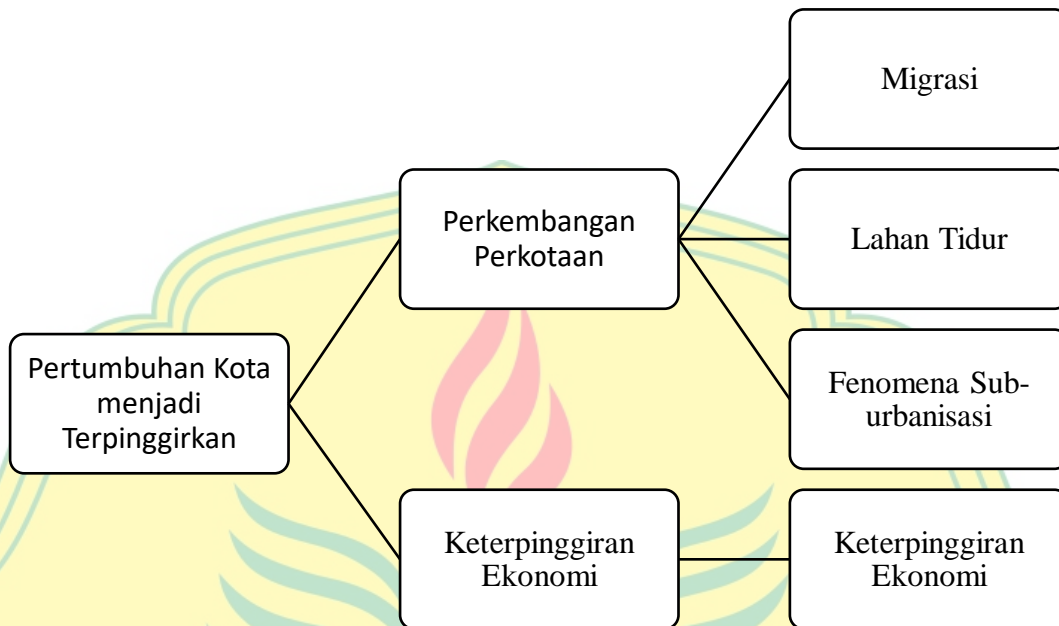 Migrasi
Perkembangan
Perkotaan
Lahan Tidur
Pertumbuhan Kota
menjadi
Terpinggirkan
Fenomena Sub-
urbanisasi
Keterpinggiran
Ekonomi
Keterpinggiran
Ekonomi